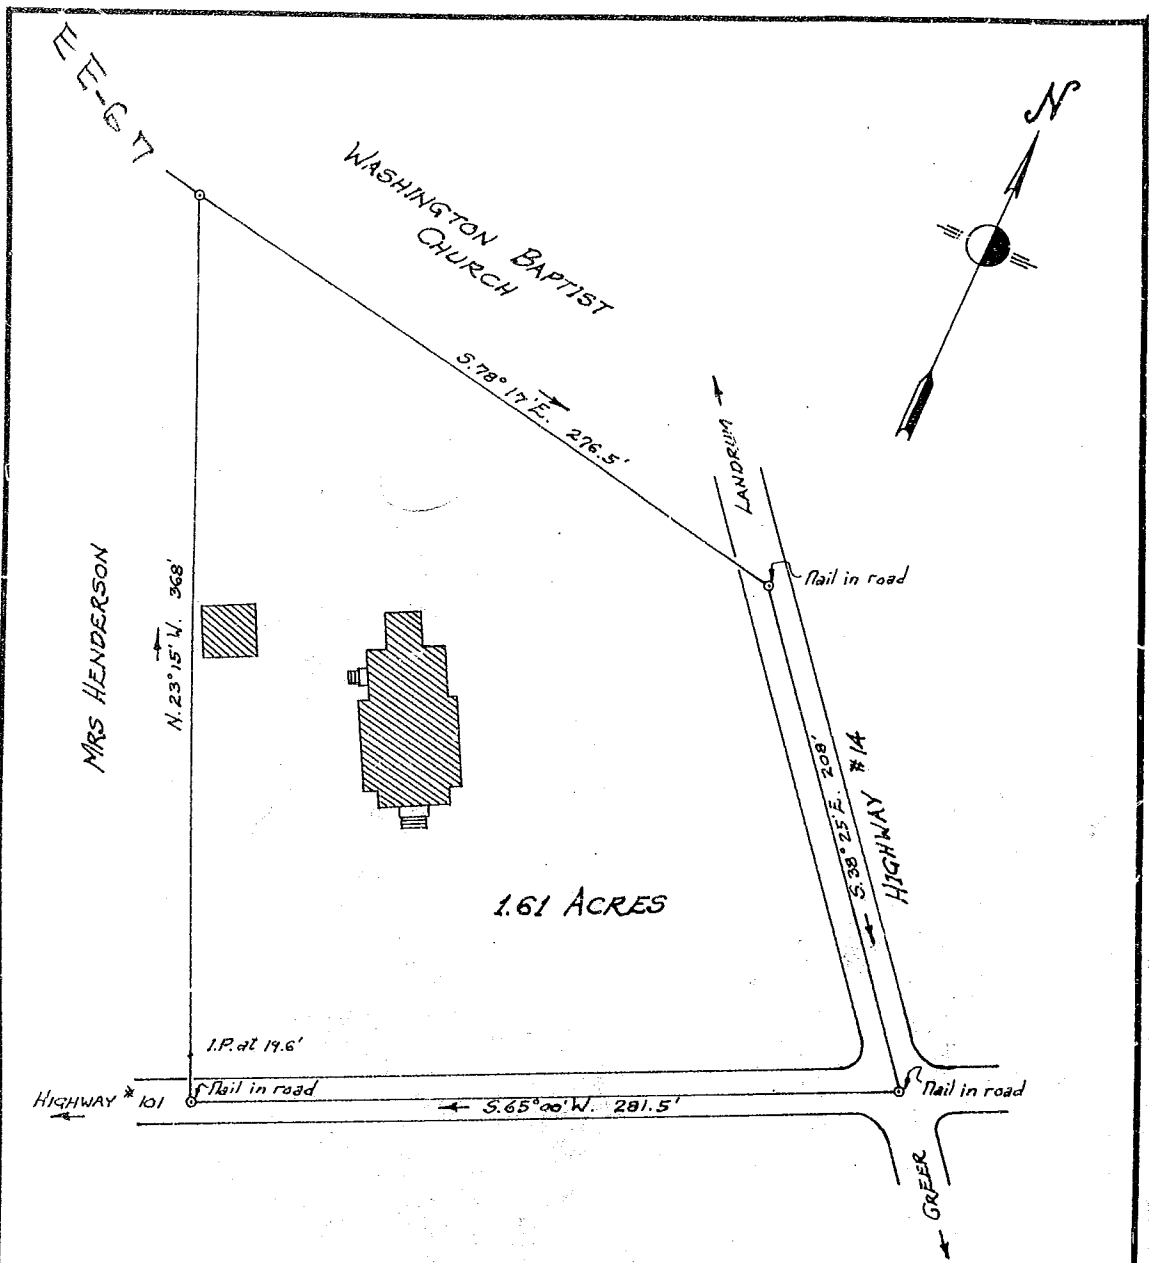 EE-67
N
WASHINGTON BAPTIST
CHURCH
S.78°17'E. 276.5'
LANDRUM
Nail in road
MRS HENDERSON
N.23°15'W. 368'
S.38°25'E. 208'
HIGHWAY #14
1.61 ACRES
I.P. at 19.6'
HIGHWAY #101
Nail in road
S.65°00'W. 281.5'
Nail in road
GREER